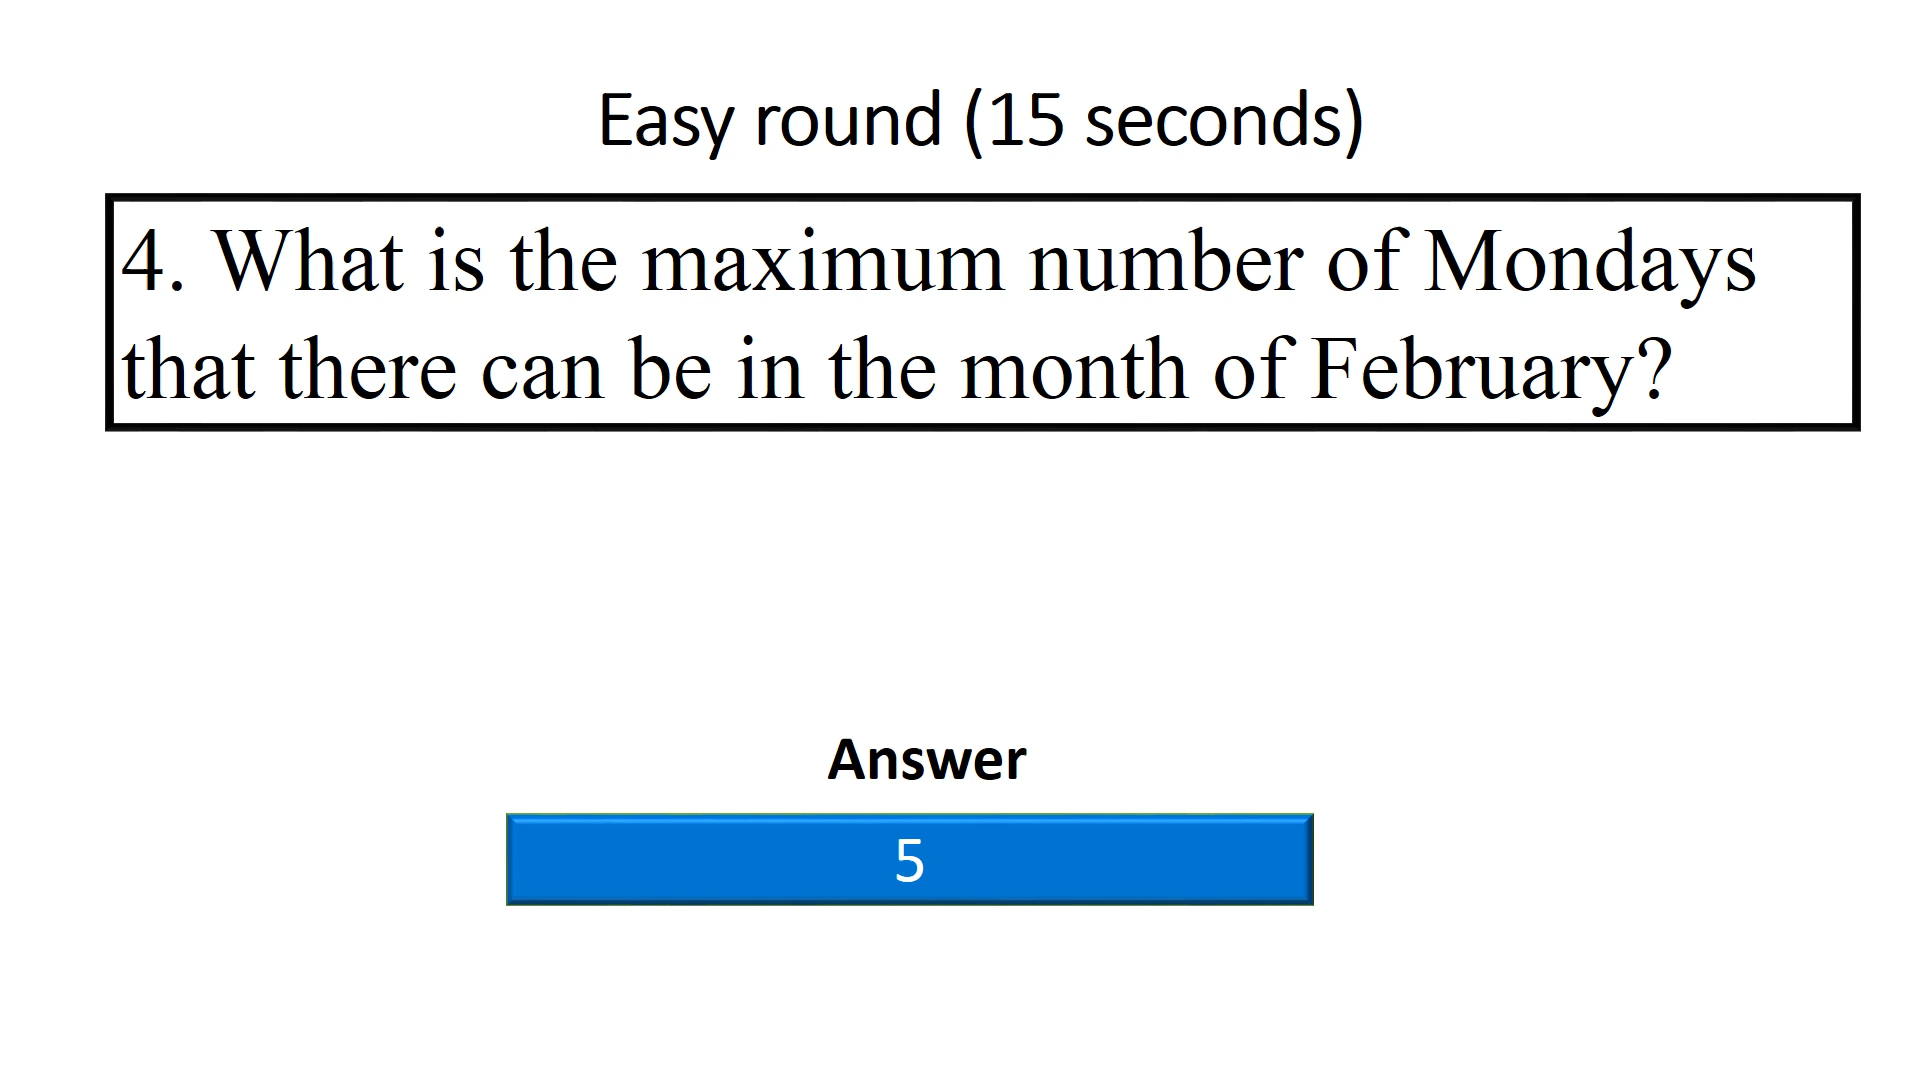 Easy round (15 seconds)
4. What is the maximum number of Mondays
that there can be in the month of February?
Answer
5